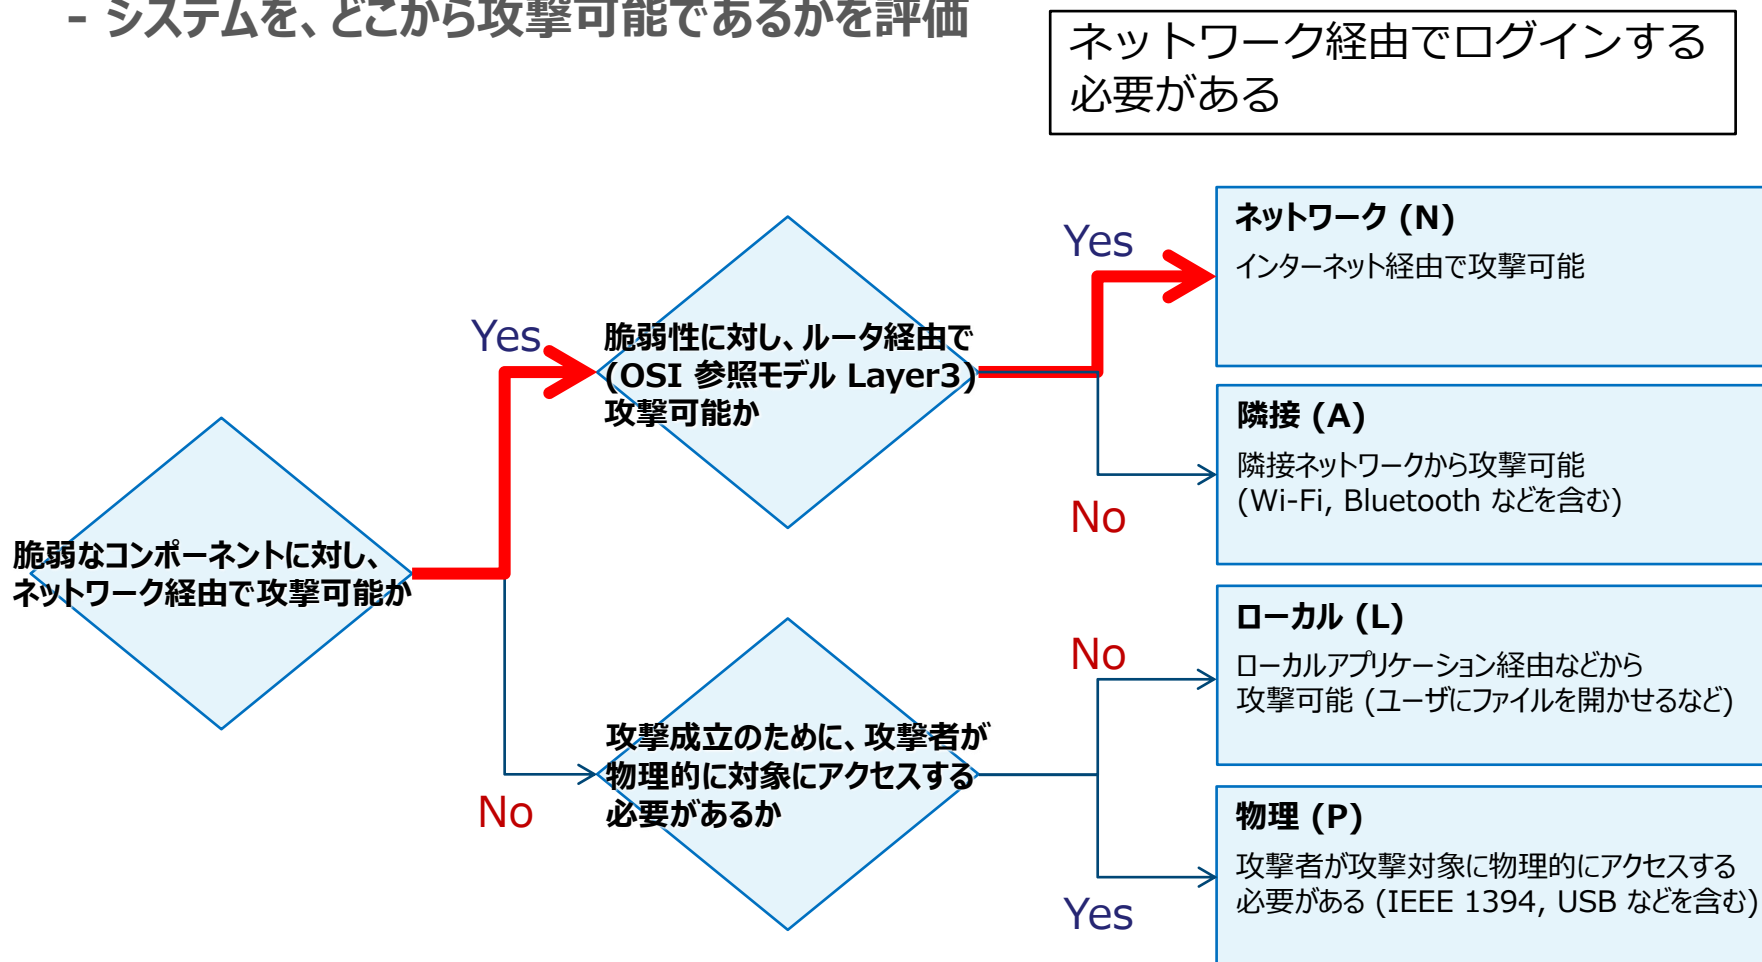 - システムを、どこから攻撃可能であるかを評価
ネットワーク経由でログインする
必要がある
Yes
ネットワーク (N)
インターネット経由で攻撃可能
Yes
脆弱性に対し、ルータ経由で
(OSI 参照モデル Layer3)
攻撃可能か
隣接 (A)
隣接ネットワークから攻撃可能
(Wi-Fi, Bluetooth などを含む)
No
脆弱なコンポーネントに対し、
ネットワーク経由で攻撃可能か
ローカル (L)
No
ローカルアプリケーション経由などから
攻撃可能 (ユーザにファイルを開かせるなど)
攻撃成立のために、攻撃者が
物理的に対象にアクセスする
必要があるか
No
物理 (P)
攻撃者が攻撃対象に物理的にアクセスする
必要がある (IEEE 1394, USB などを含む)
Yes